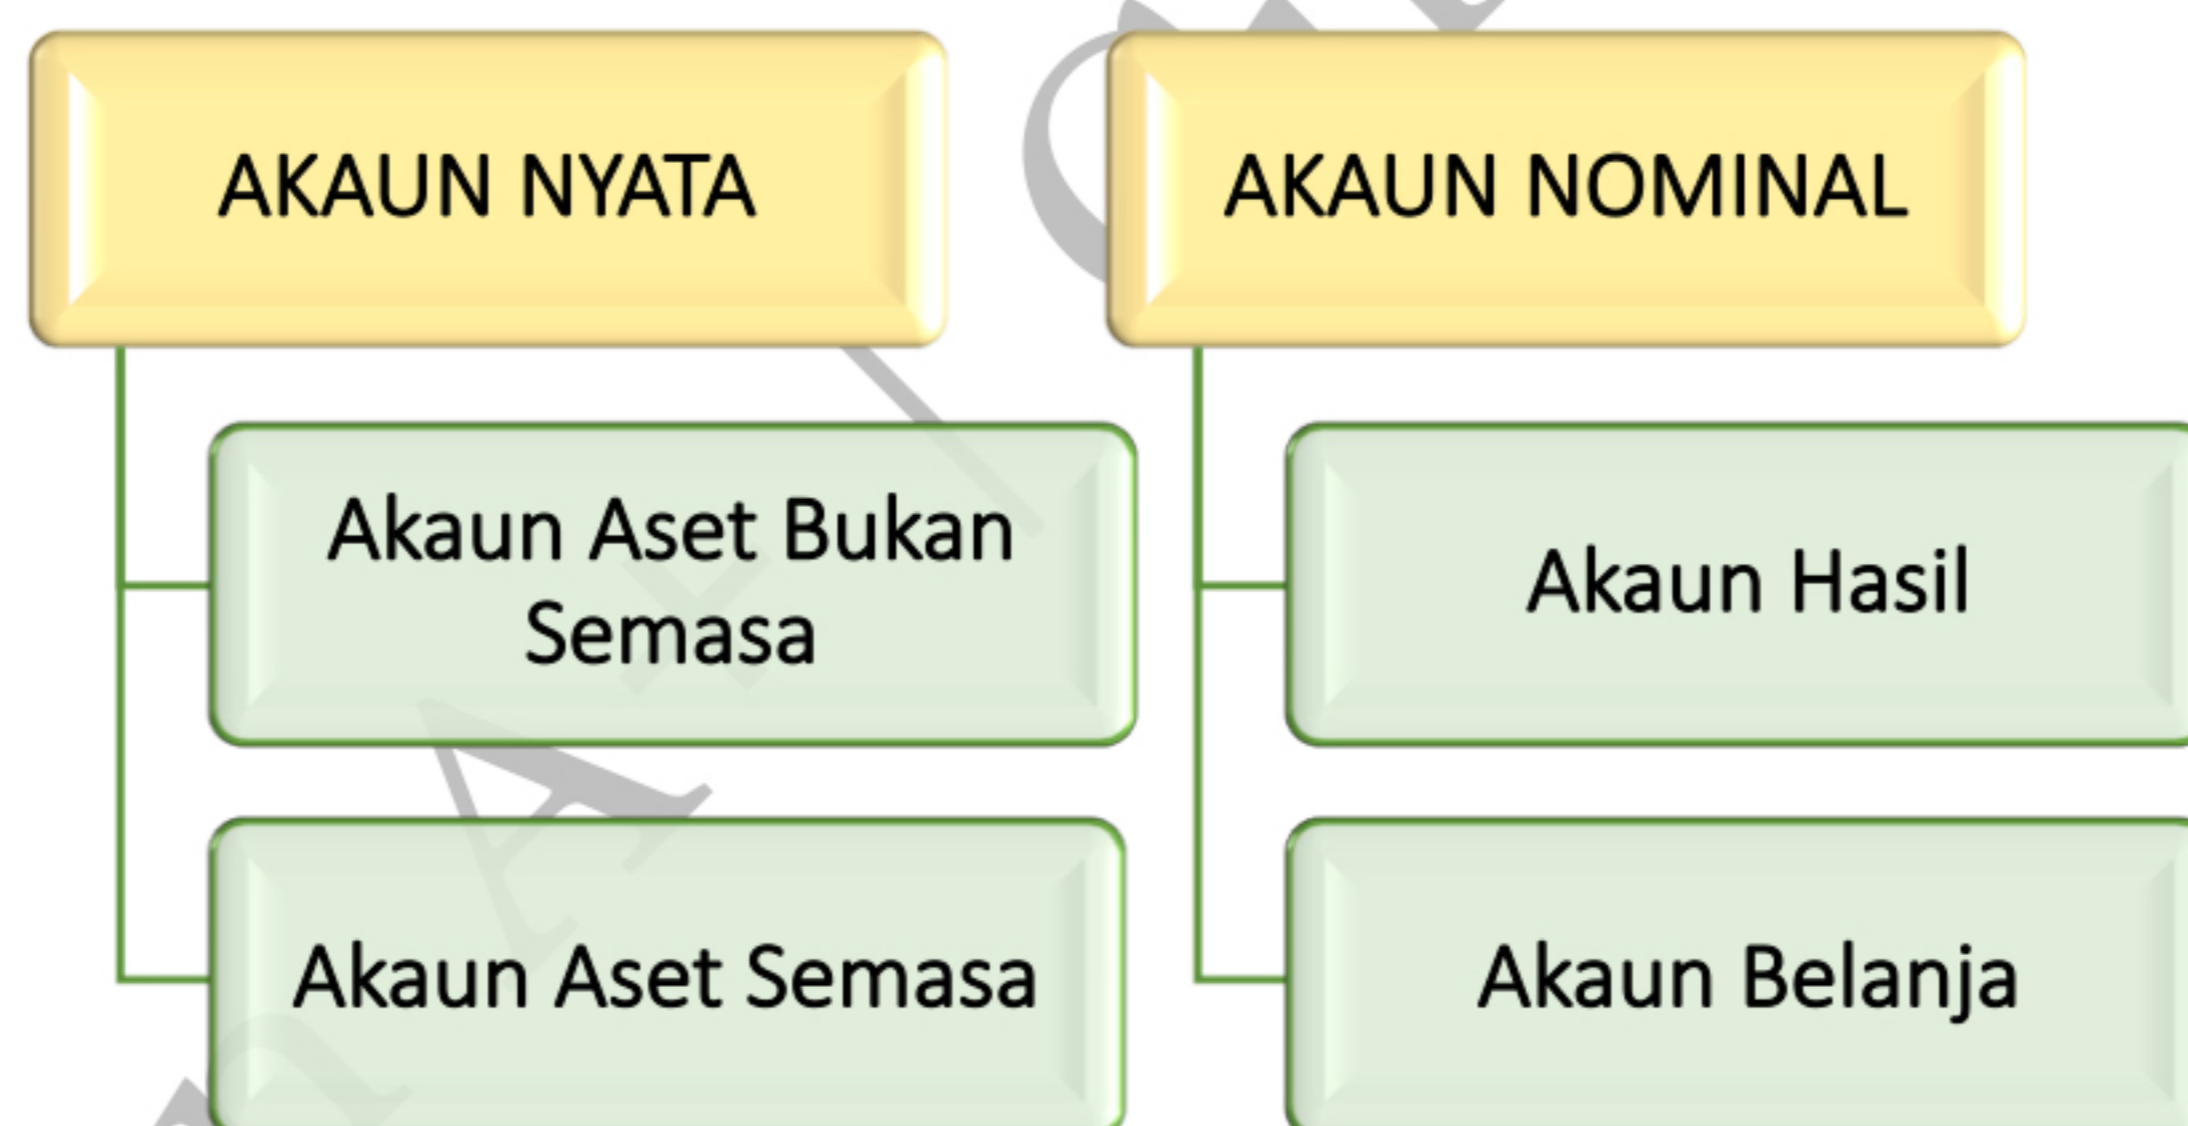 AKAUN NYATA
Akaun Aset Bukan
Semasa
Akaun Aset Semasa
AKAUN NOMINAL
Akaun Hasil
Akaun Belanja